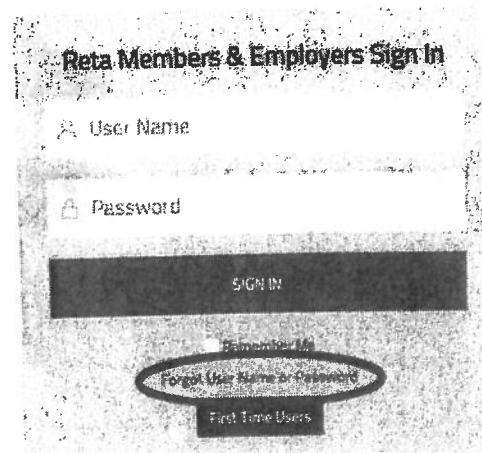 Reta Members & Employers Sign In
User Name
Password
SIGN IN
Remember Me
Forgot User Name or Password
First Time Users